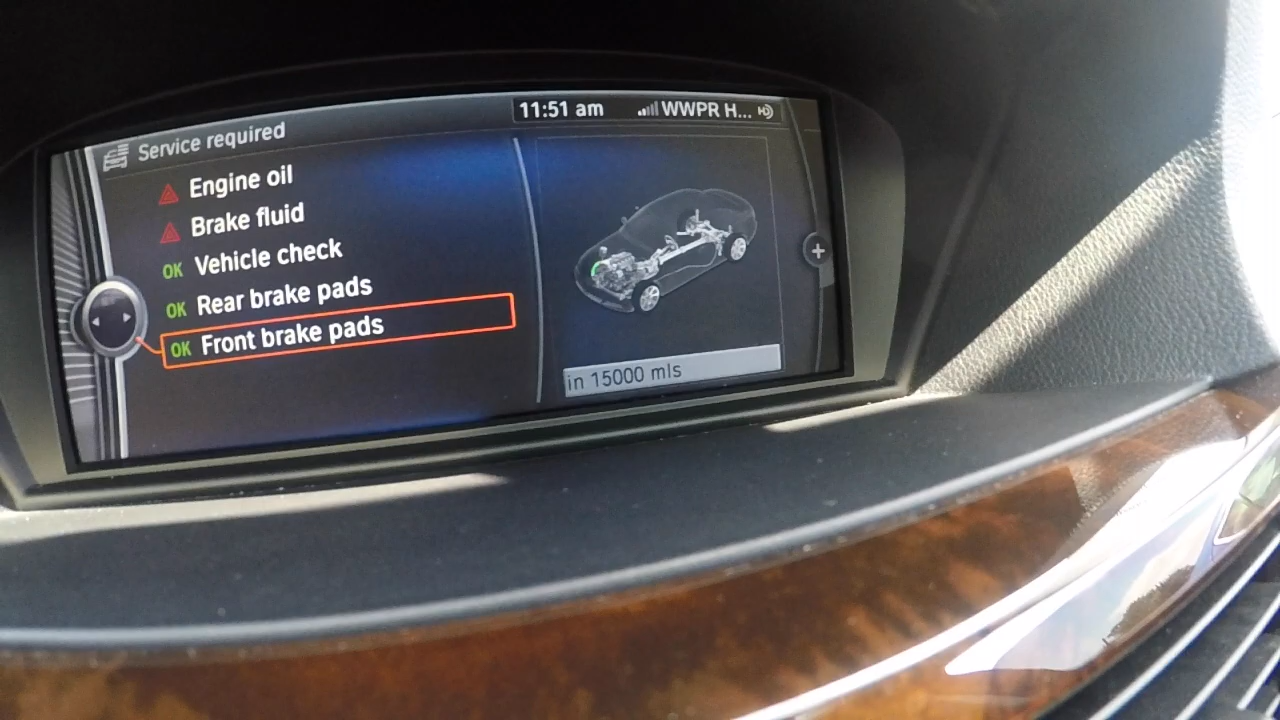 11:51 am WWPR H...
Service required
Engine oil
Brake fluid
OK Vehicle check
OK Rear brake pads
OK Front brake pads
in 15000 mls